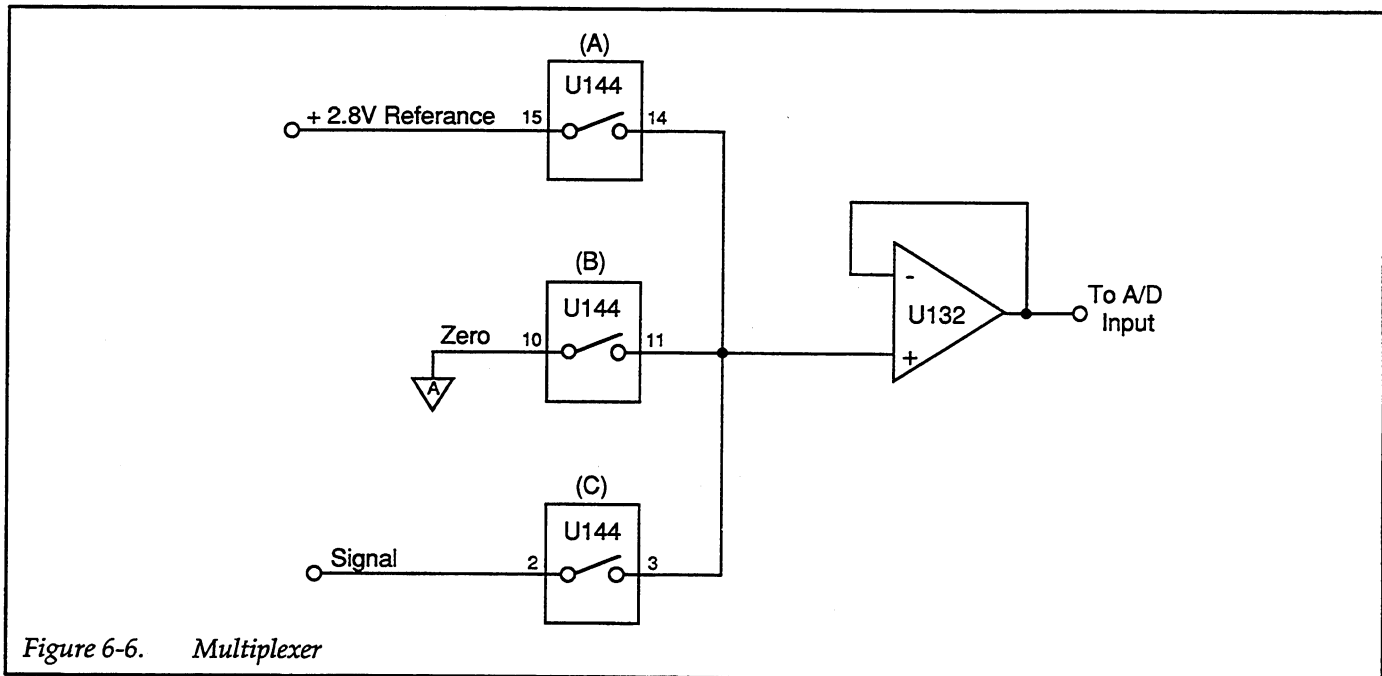 (A)
U144
+ 2.8V Referance
15
14
(B)
U144
Zero
10
11
A
-
+
U132
To A/D
Input
(C)
U144
Signal
2
3
Figure 6-6. Multiplexer